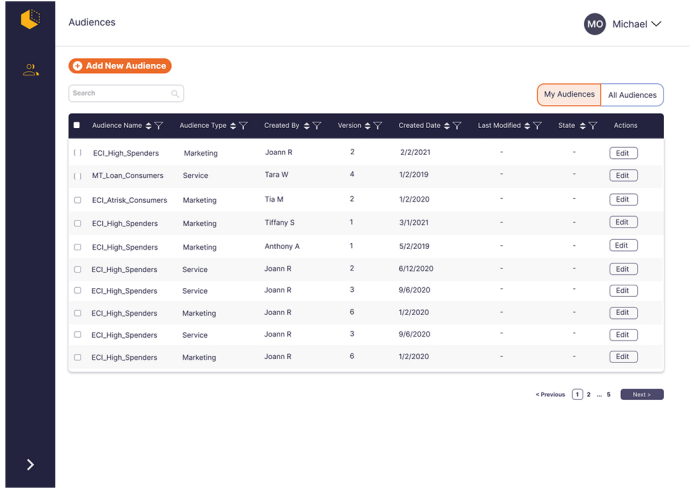 Audiences
MO Michael
Add New Audience
Search
My Audiences All Audiences
Audience Name Audience Type Created By Version Created Date Last Modified State Actions
ECI_High_Spenders Marketing Joann R 2 2/2/2021 - - Edit
MT_Loan_Consumers Service Tara W 4 1/2/2019 - - Edit
ECI_Atrisk_Consumers Marketing Tia M 2 1/2/2020 - - Edit
ECI_High_Spenders Marketing Tiffany S 1 3/1/2021 - - Edit
ECI_High_Spenders Marketing Anthony A 1 5/2/2019 - - Edit
ECI_High_Spenders Service Joann R 2 6/12/2020 - - Edit
ECI_High_Spenders Service Joann R 3 9/6/2020 - - Edit
ECI_High_Spenders Marketing Joann R 6 1/2/2020 - - Edit
ECI_High_Spenders Service Joann R 3 9/6/2020 - - Edit
ECI_High_Spenders Marketing Joann R 6 1/2/2020 - - Edit
< Previous 1 2 ... 5 Next >